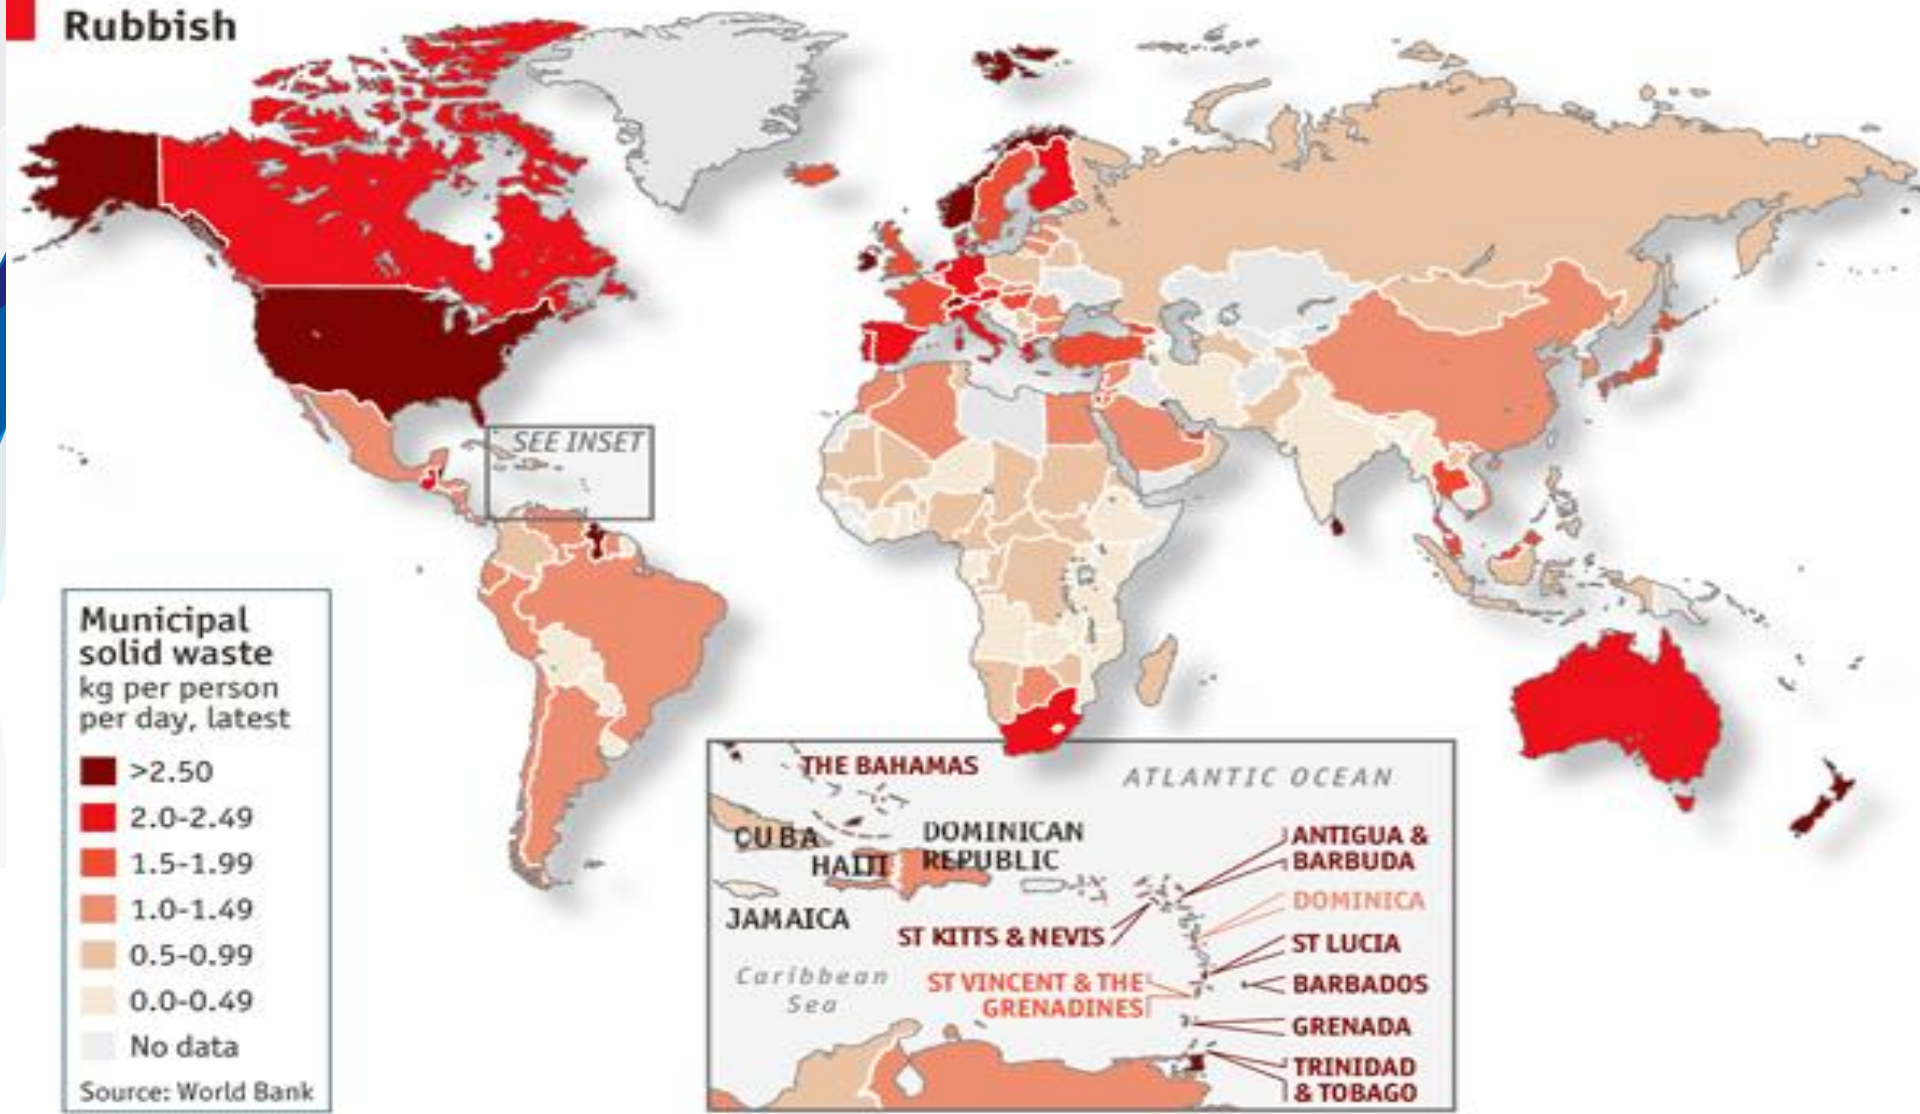 Rubbish
SEE INSET
Municipal
solid waste
kg per person
per day, latest
>2.50
2.0-2.49
1.5-1.99
1.0-1.49
0.5-0.99
0.0-0.49
No data
Source: World Bank
THE BAHAMAS
ATLANTIC OCEAN
CUBA
HAITI
DOMINICAN
REPUBLIC
JAMAICA
ANTIGUA &
BARBUDA
DOMINICA
ST KITTS & NEVIS
ST LUCIA
Caribbean
Sea
ST VINCENT & THE
GRENADINES
BARBADOS
GRENADA
TRINIDAD
& TOBAGO